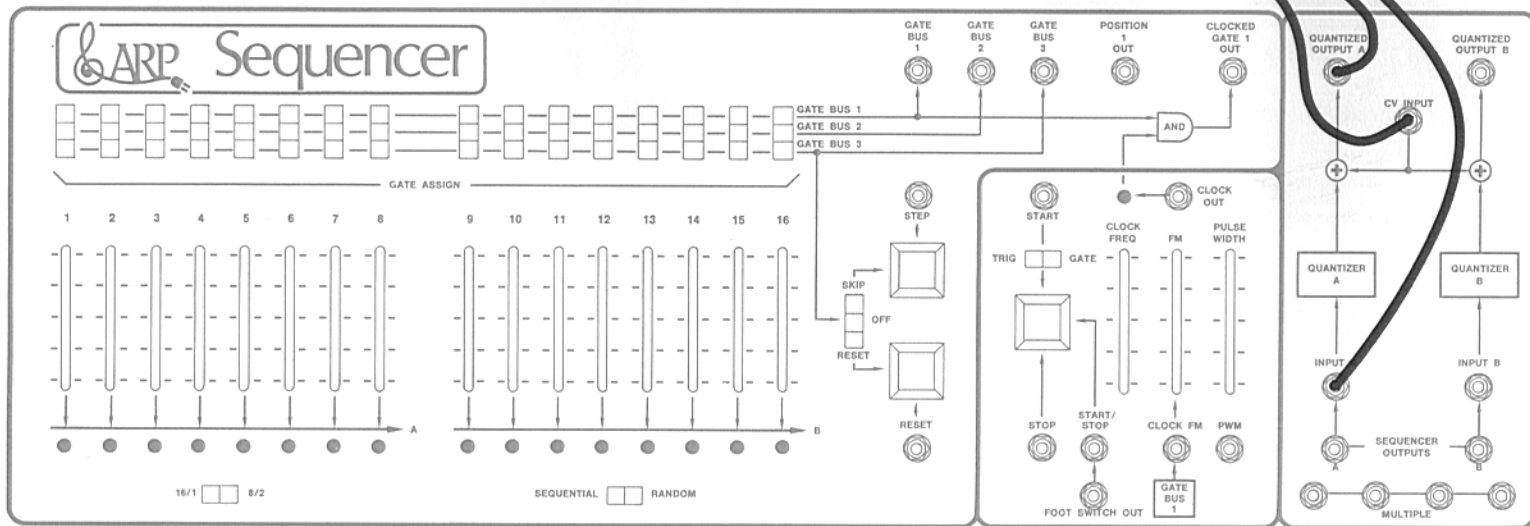 ARP Sequencer
GATE BUS 1
GATE BUS 2
GATE BUS 3
POSITION 1 OUT
CLOCKED GATE 1 OUT
QUANTIZED OUTPUT A
QUANTIZED OUTPUT B
GATE BUS 1
GATE BUS 2
GATE BUS 3
AND
CV INPUT
GATE ASSIGN
1 2 3 4 5 6 7 8 9 10 11 12 13 14 15 16
STEP
START
CLOCK OUT
CLOCK FREQ
FM
PULSE WIDTH
TRIG GATE
SKIP
OFF
RESET
QUANTIZER A
QUANTIZER B
INPUT
INPUT B
A
B
RESET
STOP
START/STOP
CLOCK FM
PWM
SEQUENCER OUTPUTS
A
B
16/1 8/2
SEQUENTIAL RANDOM
GATE BUS 1
FOOT SWITCH OUT
MULTIPLE